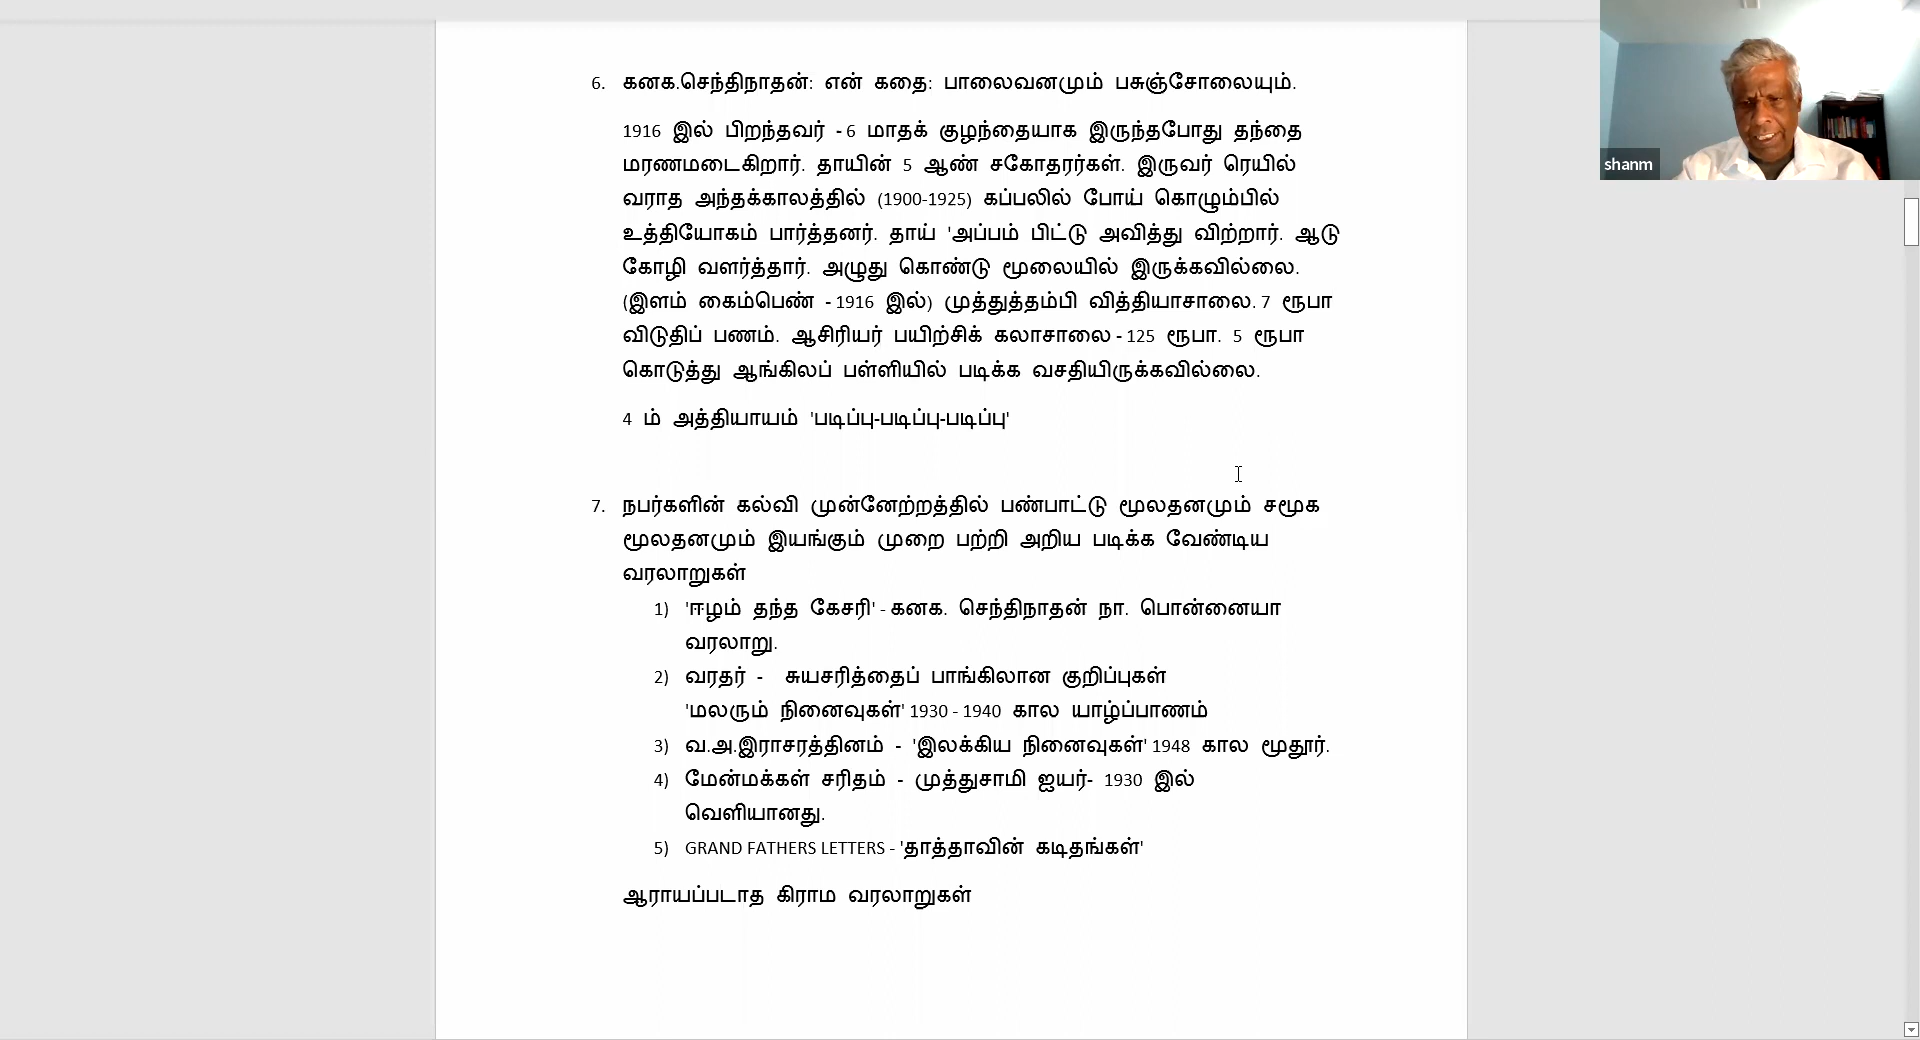 shanm
6. கனக.செந்திநாதன்: என் கதை: பாலைவனமும் பசுஞ்சோலையும்.
1916 இல் பிறந்தவர் - 6 மாதக் குழந்தையாக இருந்தபோது தந்தை
மரணமடைகிறார். தாயின் 5 ஆண் சகோதரர்கள். இருவர் ரெயில்
வராத அந்தக்காலத்தில் (1900-1925) கப்பலில் போய் கொழும்பில்
உத்தியோகம் பார்த்தனர். தாய் 'அப்பம் பிட்டு அவித்து விற்றார். ஆடு
கோழி வளர்த்தார். அழுது கொண்டு மூலையில் இருக்கவில்லை.
(இளம் கைம்பெண் - 1916 இல்) முத்துத்தம்பி வித்தியாசாலை. 7 ரூபா
விடுதிப் பணம். ஆசிரியர் பயிற்சிக் கலாசாலை - 125 ரூபா. 5 ரூபா
கொடுத்து ஆங்கிலப் பள்ளியில் படிக்க வசதியிருக்கவில்லை.
4 ம் அத்தியாயம் 'படிப்பு-படிப்பு-படிப்பு'
7. நபர்களின் கல்வி முன்னேற்றத்தில் பண்பாட்டு மூலதனமும் சமூக
மூலதனமும் இயங்கும் முறை பற்றி அறிய படிக்க வேண்டிய
வரலாறுகள்
1) 'ஈழம் தந்த கேசரி' - கனக. செந்திநாதன் நா. பொன்னையா
வரலாறு.
2) வரதர் - சுயசரித்தைப் பாங்கிலான குறிப்புகள்
'மலரும் நினைவுகள்' 1930 - 1940 கால யாழ்ப்பாணம்
3) வ.அ.இராசரத்தினம் - 'இலக்கிய நினைவுகள்' 1948 கால மூதூர்.
4) மேன்மக்கள் சரிதம் - முத்துசாமி ஐயர்- 1930 இல்
வெளியானது.
5) GRAND FATHERS LETTERS - 'தாத்தாவின் கடிதங்கள்'
ஆராயப்படாத கிராம வரலாறுகள்